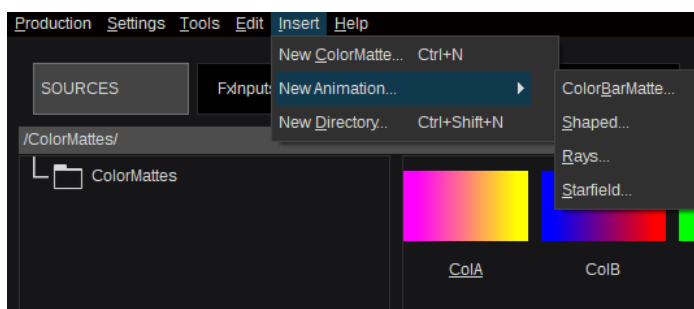 Production Settings Tools Edit Insert Help
New ColorMatte... Ctrl+N
SOURCES
FxInputs
New Animation...
ColorBarMatte...
New Directory... Ctrl+Shift+N
Shaped...
/ColorMattes/
Rays...
ColorMattes
Starfield...
ColA
ColB